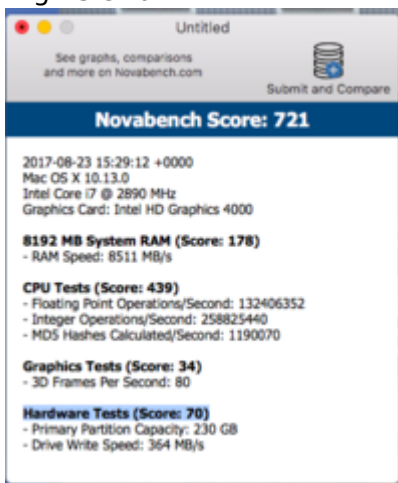 Untitled
See graphs, comparisons
and more on Novabench.com
Submit and Compare
Novabench Score: 721
2017-08-23 15:29:12 +0000
Mac OS X 10.13.0
Intel Core i7 @ 2890 MHz
Graphics Card: Intel HD Graphics 4000
8192 MB System RAM (Score: 178)
- RAM Speed: 8511 MB/s
CPU Tests (Score: 439)
- Floating Point Operations/Second: 132406352
- Integer Operations/Second: 258825440
- MD5 Hashes Calculated/Second: 1190070
Graphics Tests (Score: 34)
- 3D Frames Per Second: 80
Hardware Tests (Score: 70)
- Primary Partition Capacity: 230 GB
- Drive Write Speed: 364 MB/s